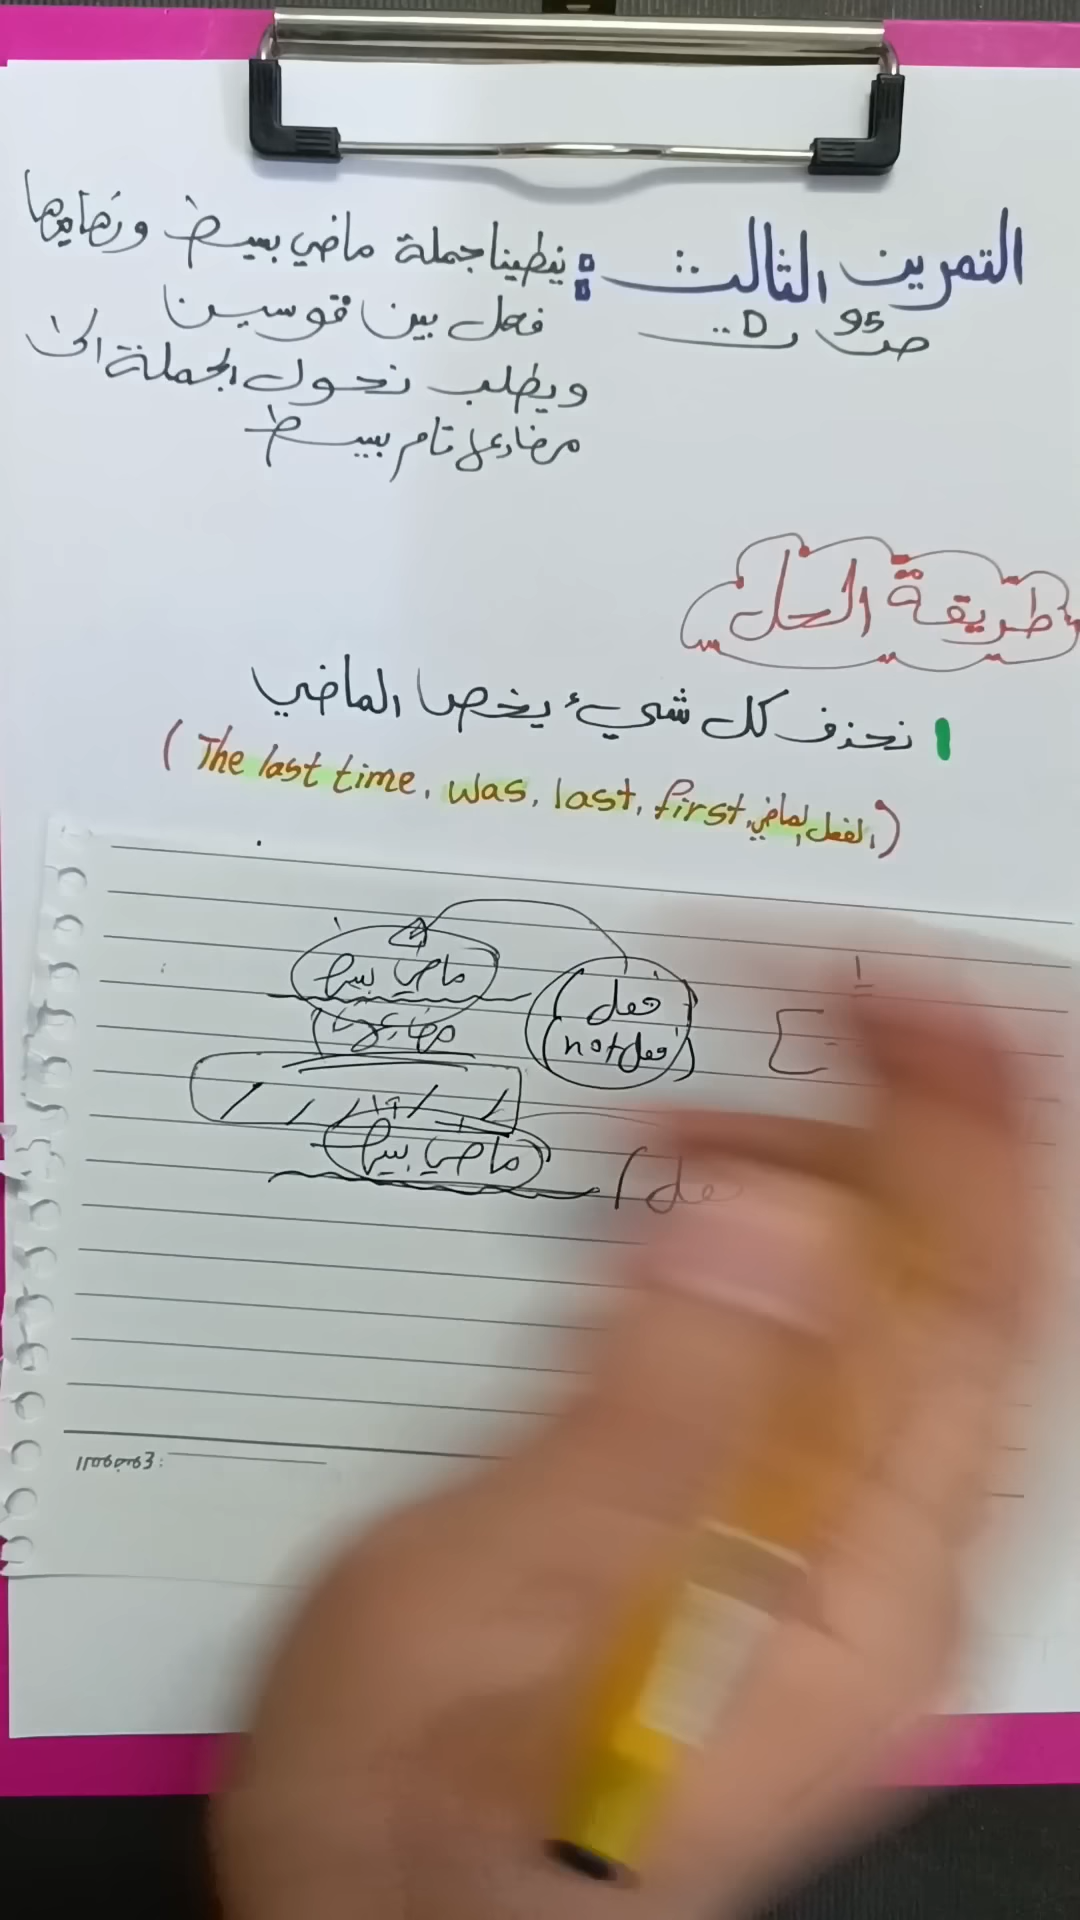 التمرين الثالث : ينطينا جملة ماضي بسيط ونهايتها
ص 95 ت D
فعل بين قوسين
ويطلب نحول الجملة الى
مضارع تام بسيط
طريقة الحل
1 نحذف كل شيء يخص الماضي
( The last time, was, last, first, الفعل الماضي )
ماضي بسيط
(فعل)
(not فعل)
ماضي بسيط
(فعل